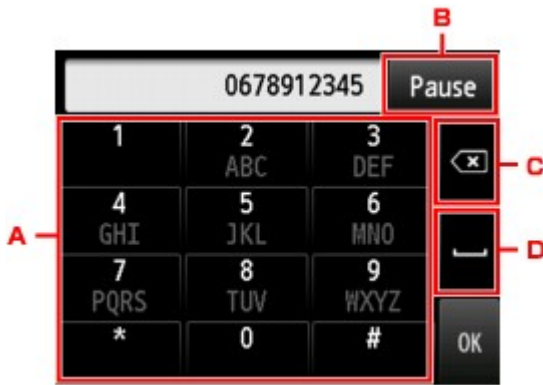 B
0678912345 Pause
1 2 3
ABC DEF
C
4 5 6
GHI JKL MNO
A
D
7 8 9
PQRS TUV WXYZ
* 0 # OK